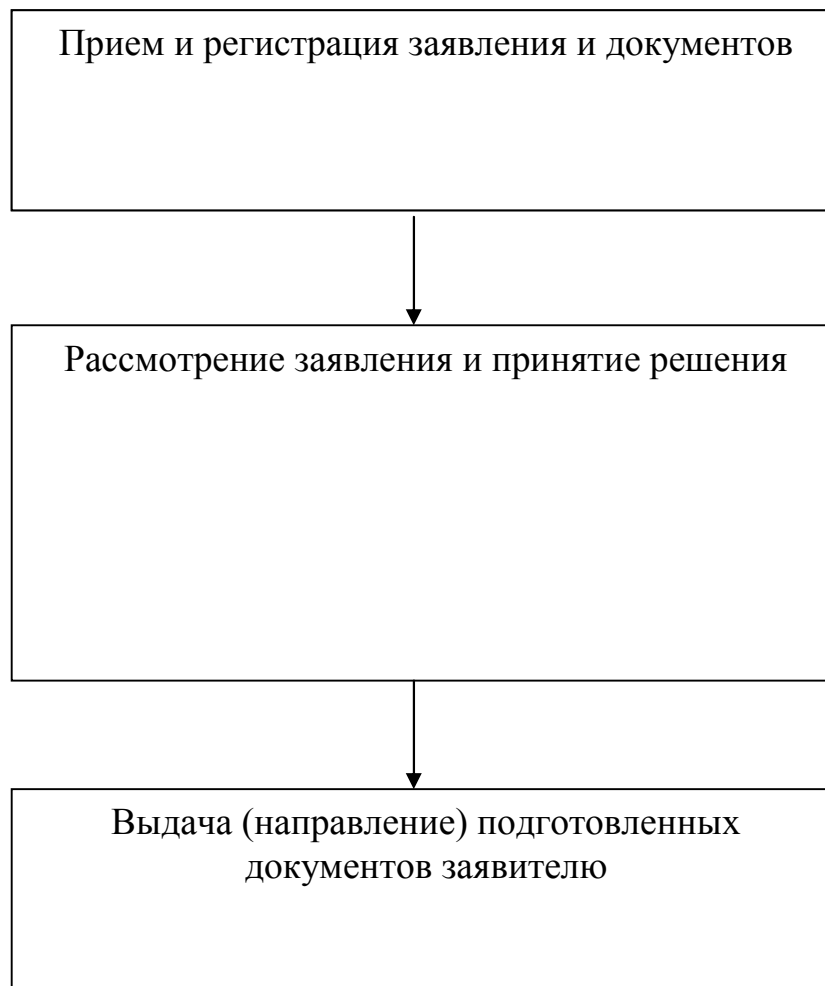 Прием и регистрация заявления и документов
Рассмотрение заявления и принятие решения
Выдача (направление) подготовленных
документов заявителю